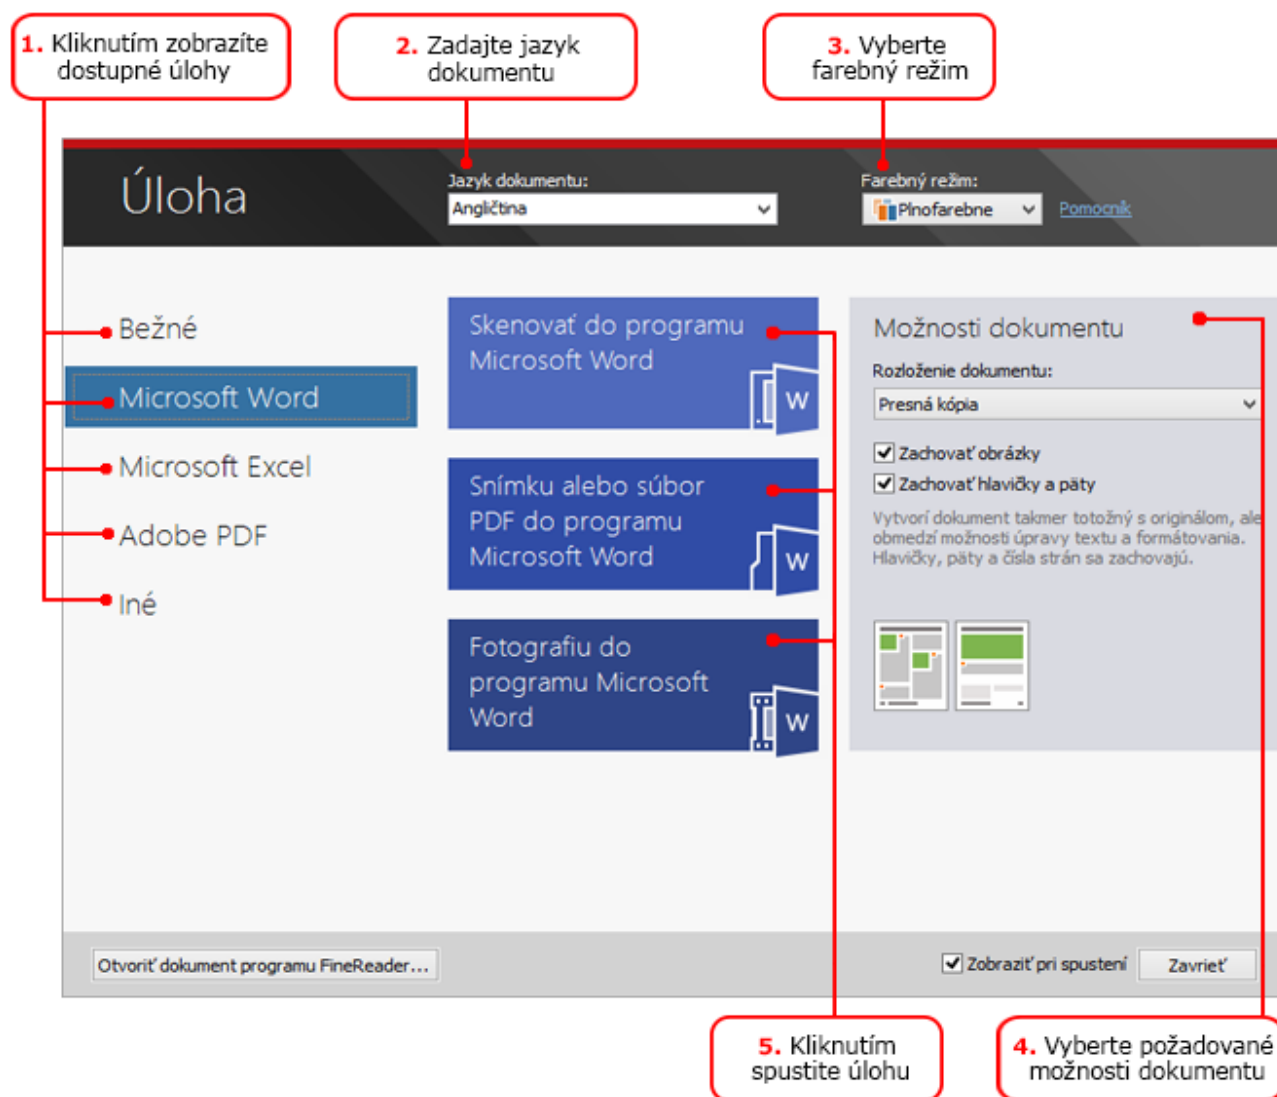 1. Kliknutím zobrazíte
dostupné úlohy
2. Zadajte jazyk
dokumentu
3. Vyberte
farebný režim
Úloha
Jazyk dokumentu:
Angličtina
Farebný režim:
Plnofarebne
Pomocník
Bežné
Microsoft Word
Microsoft Excel
Adobe PDF
Iné
Skenovať do programu
Microsoft Word
W
Snímku alebo súbor
PDF do programu
Microsoft Word
W
Fotografiu do
programu Microsoft
Word
W
Možnosti dokumentu
Rozloženie dokumentu:
Presná kópia
Zachovať obrázky
Zachovať hlavičky a päty
Vytvorí dokument takmer totožný s originálom, ale
obmedzí možnosti úpravy textu a formátovania.
Hlavičky, päty a čísla strán sa zachovajú.
Otvoriť dokument programu FineReader...
Zobraziť pri spustení
Zavrieť
5. Kliknutím
spustite úlohu
4. Vyberte požadované
možnosti dokumentu